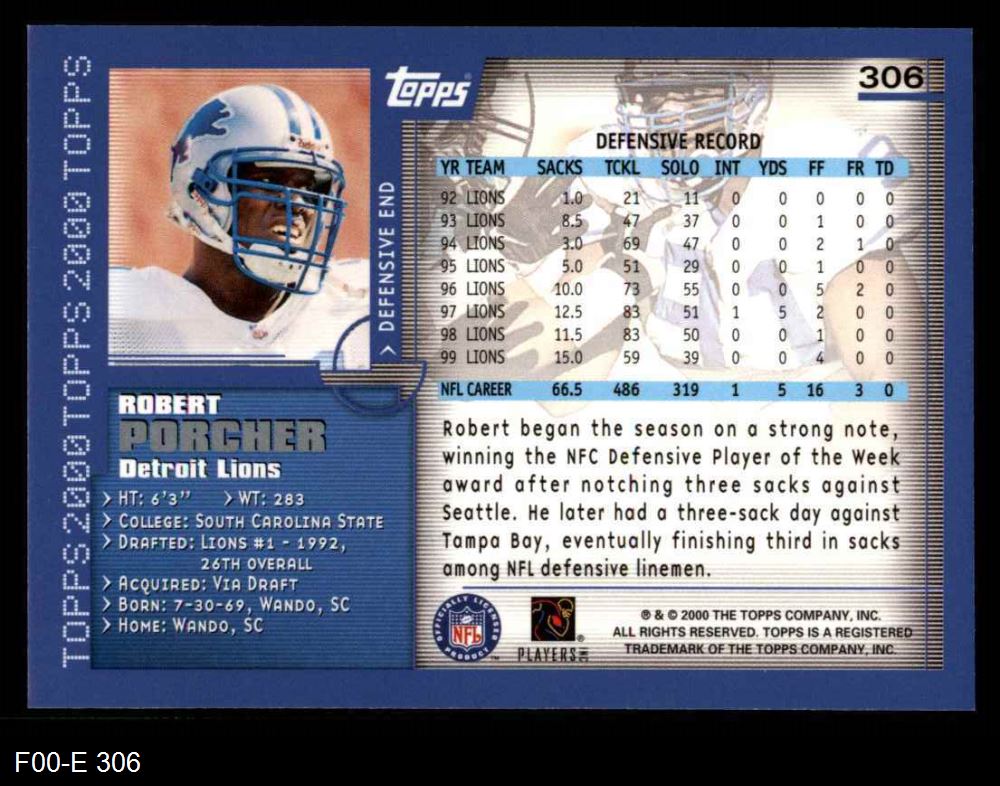 TOPPS2000TOPPS2000TOPPS2000TOPPS
TOPPS
306
> DEFENSIVE END
DEFENSIVE RECORD
YR TEAM SACKS TCKL SOLO INT YDS FF FR TD
92 LIONS 1.0 21 11 0 0 0 0 0
93 LIONS 8.5 47 37 0 0 1 0 0
94 LIONS 3.0 69 47 0 0 2 1 0
95 LIONS 5.0 51 29 0 0 1 0 0
96 LIONS 10.0 73 55 0 0 5 2 0
97 LIONS 12.5 83 51 1 5 2 0 0
98 LIONS 11.5 83 50 0 0 1 0 0
99 LIONS 15.0 59 39 0 0 4 0 0
NFL CAREER 66.5 486 319 1 5 16 3 0
ROBERT
PORCHER
Detroit Lions
> HT: 6'3" > WT: 283
> COLLEGE: SOUTH CAROLINA STATE
> DRAFTED: LIONS #1 - 1992,
26TH OVERALL
> ACQUIRED: VIA DRAFT
> BORN: 7-30-69, WANDO, SC
> HOME: WANDO, SC
Robert began the season on a strong note,
winning the NFC Defensive Player of the Week
award after notching three sacks against
Seattle. He later had a three-sack day against
Tampa Bay, eventually finishing third in sacks
among NFL defensive linemen.
OFFICIALLY LICENSED PRODUCT
NFL
PLAYERS INC
® & © 2000 THE TOPPS COMPANY, INC.
ALL RIGHTS RESERVED. TOPPS IS A REGISTERED
TRADEMARK OF THE TOPPS COMPANY, INC.
F00-E 306